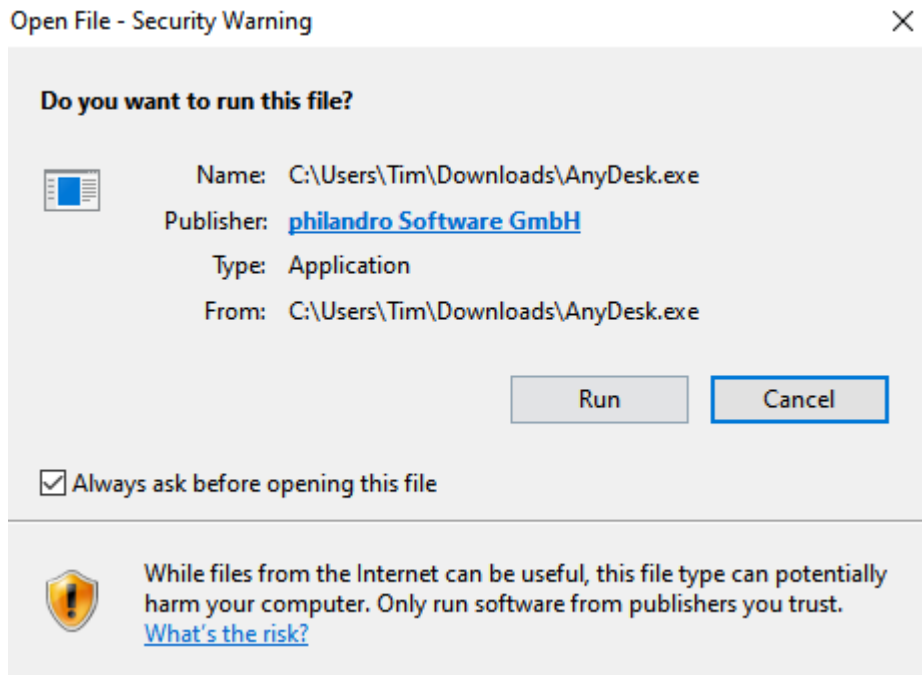 Open File - Security Warning
Do you want to run this file?
Name: C:\Users\Tim\Downloads\AnyDesk.exe
Publisher: philandro Software GmbH
Type: Application
From: C:\Users\Tim\Downloads\AnyDesk.exe
Run Cancel
Always ask before opening this file
While files from the Internet can be useful, this file type can potentially
harm your computer. Only run software from publishers you trust.
What's the risk?